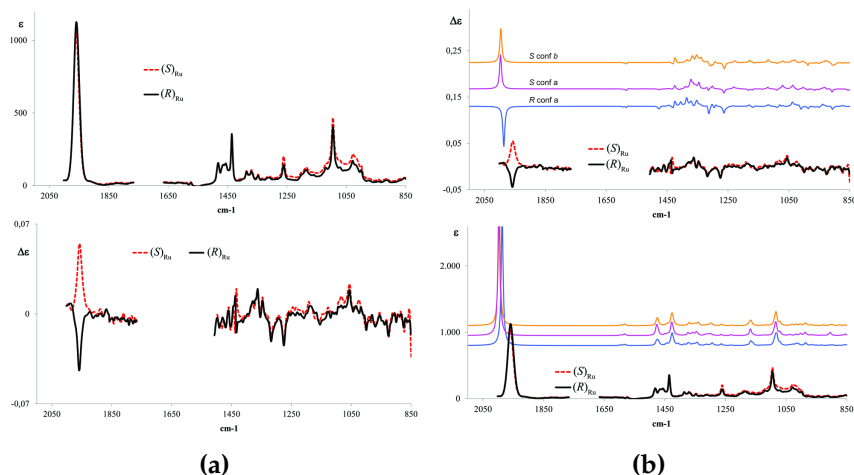 ε
1000
500
0
(S)Ru
(R)Ru
2050 1850 1650 1450 1250 1050 850
cm-1
0,07
Δε
0
-0,07
(S)Ru (R)Ru
2050 1850 1650 1450 1250 1050 850
cm-1
(a)
Δε
0,25
0,15
0,05
-0,05
S conf b
S conf a
R conf a
(S)Ru
(R)Ru
2050 1850 1650 1450 1250 1050 850
cm-1
ε
2.000
1.000
0
(S)Ru
(R)Ru
2050 1850 1650 1450 1250 1050 850
cm-1
(b)